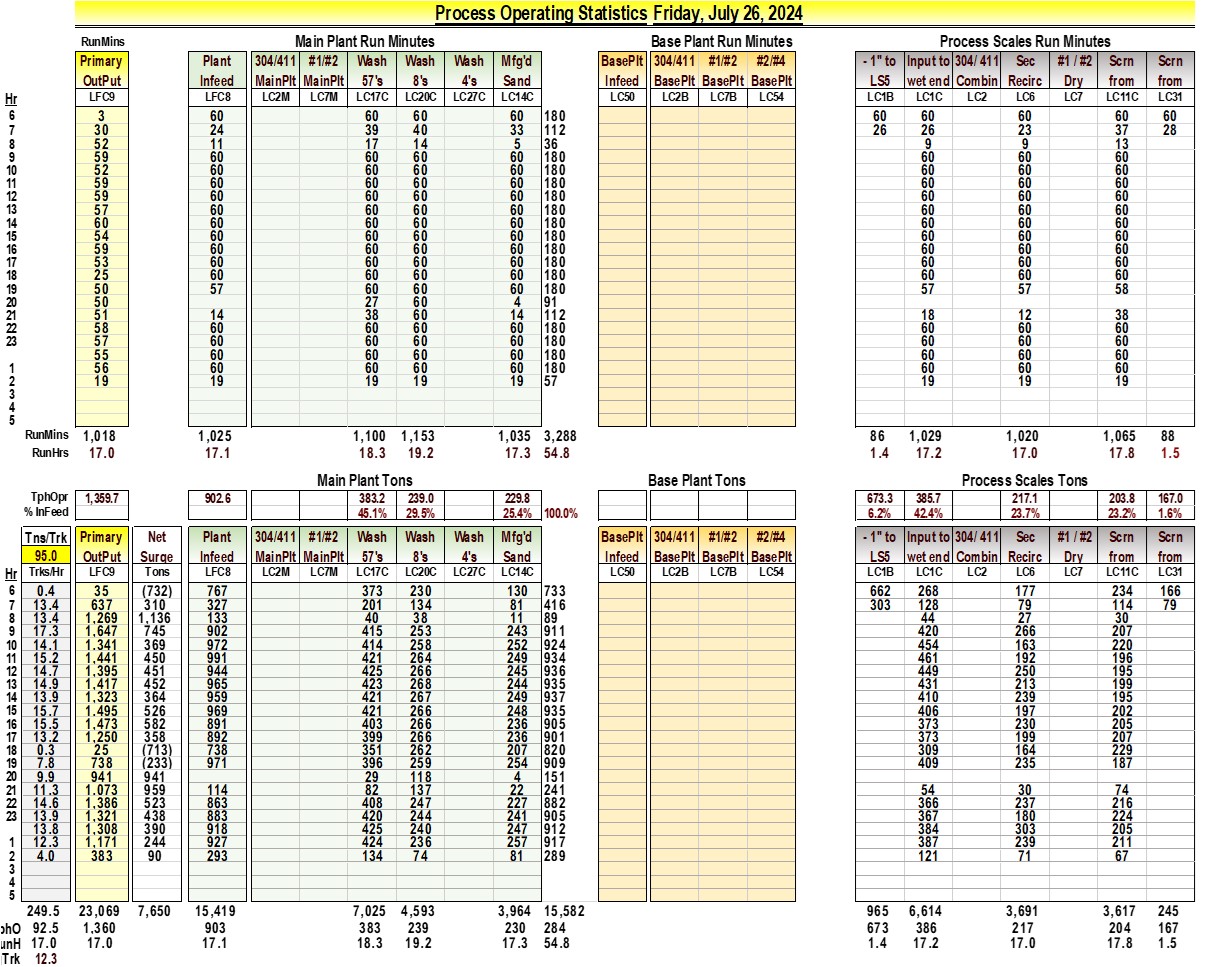 Process Operating Statistics Friday, July 26, 2024
RunMins Main Plant Run Minutes Base Plant Run Minutes Process Scales Run Minutes
Primary Plant 304/411 #1/#2 Wash Wash Wash Mfg'd BasePlt 304/411 #1/#2 #2/#4 - 1" to Input to 304/ 411 Sec #1 / #2 Scrn Scrn
OutPut Infeed MainPlt MainPlt 57's 8's 4's Sand Infeed BasePlt BasePlt BasePlt LS5 wet end Combin Recirc Dry from from
Hr LFC9 LFC8 LC2M LC7M LC17C LC20C LC27C LC14C LC50 LC2B LC7B LC54 LC1B LC1C LC2 LC6 LC7 LC11C LC31
6 3 60 60 60 60 180 60 60 60 60 60
7 30 24 39 40 33 112 26 26 23 37 28
8 52 11 17 14 5 36 9 9 13
9 59 60 60 60 60 180 60 60 60
10 52 60 60 60 60 180 60 60 60
11 59 60 60 60 60 180 60 60 60
12 59 60 60 60 60 180 60 60 60
13 57 60 60 60 60 180 60 60 60
14 60 60 60 60 60 180 60 60 60
15 54 60 60 60 60 180 60 60 60
16 59 60 60 60 60 180 60 60 60
17 53 60 60 60 60 180 60 60 60
18 25 60 60 60 60 180 60 60 60
19 50 57 60 60 60 180 57 57 58
20 50 27 60 4 91
21 51 14 38 60 14 112 18 12 38
22 58 60 60 60 60 180 60 60 60
23 57 60 60 60 60 180 60 60 60
55 60 60 60 60 180 60 60 60
1 56 60 60 60 60 180 60 60 60
2 19 19 19 19 19 57 19 19 19
3
4
5
RunMins 1,018 1,025 1,100 1,153 1,035 3,288 86 1,029 1,020 1,065 88
RunHrs 17.0 17.1 18.3 19.2 17.3 54.8 1.4 17.2 17.0 17.8 1.5
Main Plant Tons Base Plant Tons Process Scales Tons
TphOpr 1,359.7 902.6 383.2 239.0 229.8 673.3 385.7 217.1 203.8 167.0
% InFeed 45.1% 29.5% 25.4% 100.0% 6.2% 42.4% 23.7% 23.2% 1.6%
Tns/Trk Primary Net Plant 304/411 #1/#2 Wash Wash Wash Mfg'd BasePlt 304/411 #1/#2 #2/#4 - 1" to Input to 304/ 411 Sec #1 / #2 Scrn Scrn
95.0 OutPut Surge Infeed MainPlt MainPlt 57's 8's 4's Sand Infeed BasePlt BasePlt BasePlt LS5 wet end Combin Recirc Dry from from
Hr Trks/Hr LFC9 Tons LFC8 LC2M LC7M LC17C LC20C LC27C LC14C LC50 LC2B LC7B LC54 LC1B LC1C LC2 LC6 LC7 LC11C LC31
6 0.4 35 (732) 767 373 230 130 733 662 268 177 234 166
7 13.4 637 310 327 201 134 81 416 303 128 79 114 79
8 13.4 1,269 1,136 133 40 38 11 89 44 27 30
9 17.3 1,647 745 902 415 253 243 911 420 266 207
10 14.1 1,341 369 972 414 258 252 924 454 163 220
11 15.2 1,441 450 991 421 264 249 934 461 192 196
12 14.7 1,395 451 944 425 266 245 936 449 250 195
13 14.9 1,417 452 965 423 268 244 935 431 213 199
14 13.9 1,323 364 959 421 267 249 937 410 239 195
15 15.7 1,495 526 969 421 266 248 935 406 197 202
16 15.5 1,473 582 891 403 266 236 905 373 230 205
17 13.2 1,250 358 892 399 266 236 901 373 199 207
18 0.3 25 (713) 738 351 262 207 820 309 164 229
19 7.8 738 (233) 971 396 259 254 909 409 235 187
20 9.9 941 941 29 118 4 151
21 11.3 1,073 959 114 82 137 22 241 54 30 74
22 14.6 1,386 523 863 408 247 227 882 366 237 216
23 13.9 1,321 438 883 420 244 241 905 367 180 224
13.8 1,308 390 918 425 240 247 912 384 303 205
1 12.3 1,171 244 927 424 236 257 917 387 239 211
2 4.0 383 90 293 134 74 81 289 121 71 67
3
4
5
249.5 23,069 7,650 15,419 7,025 4,593 3,964 15,582 965 6,614 3,691 3,617 245
phO 92.5 1,360 903 383 239 230 284 673 386 217 204 167
unH 17.0 17.0 17.1 18.3 19.2 17.3 54.8 1.4 17.2 17.0 17.8 1.5
Trk 12.3